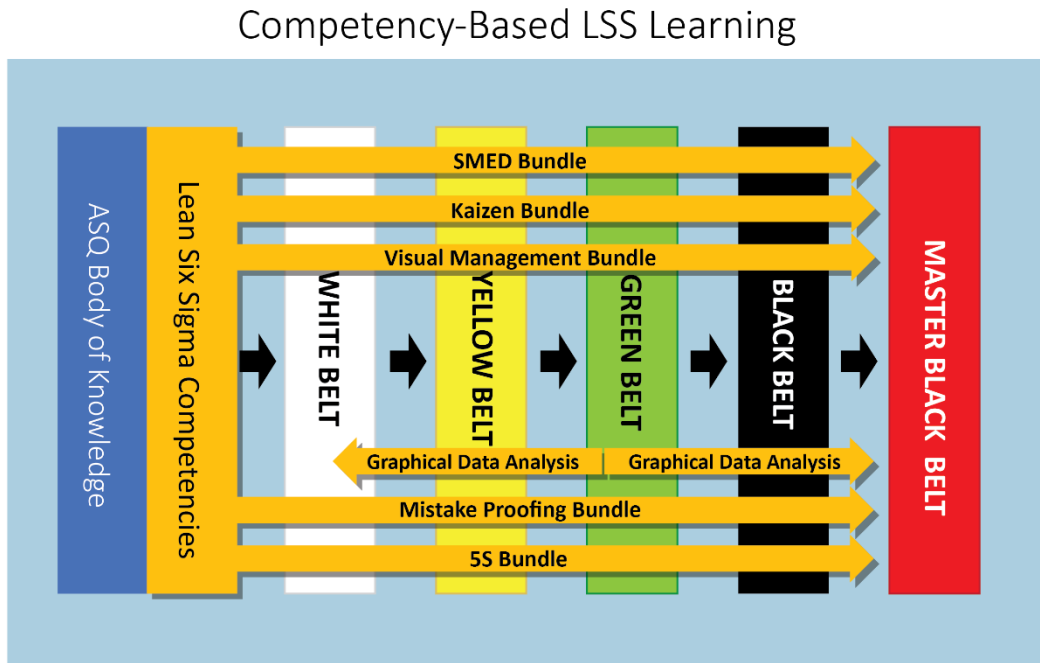 Competency-Based LSS Learning
ASQ Body of Knowledge
Lean Six Sigma Competencies
SMED Bundle
Kaizen Bundle
Visual Management Bundle
WHITE BELT
YELLOW BELT
GREEN BELT
BLACK BELT
MASTER BLACK BELT
Graphical Data Analysis
Graphical Data Analysis
Mistake Proofing Bundle
5S Bundle